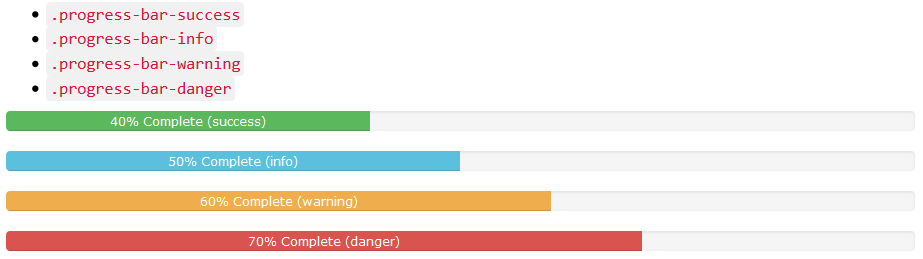 .progress-bar-success
.progress-bar-info
.progress-bar-warning
.progress-bar-danger
40% Complete (success)
50% Complete (info)
60% Complete (warning)
70% Complete (danger)